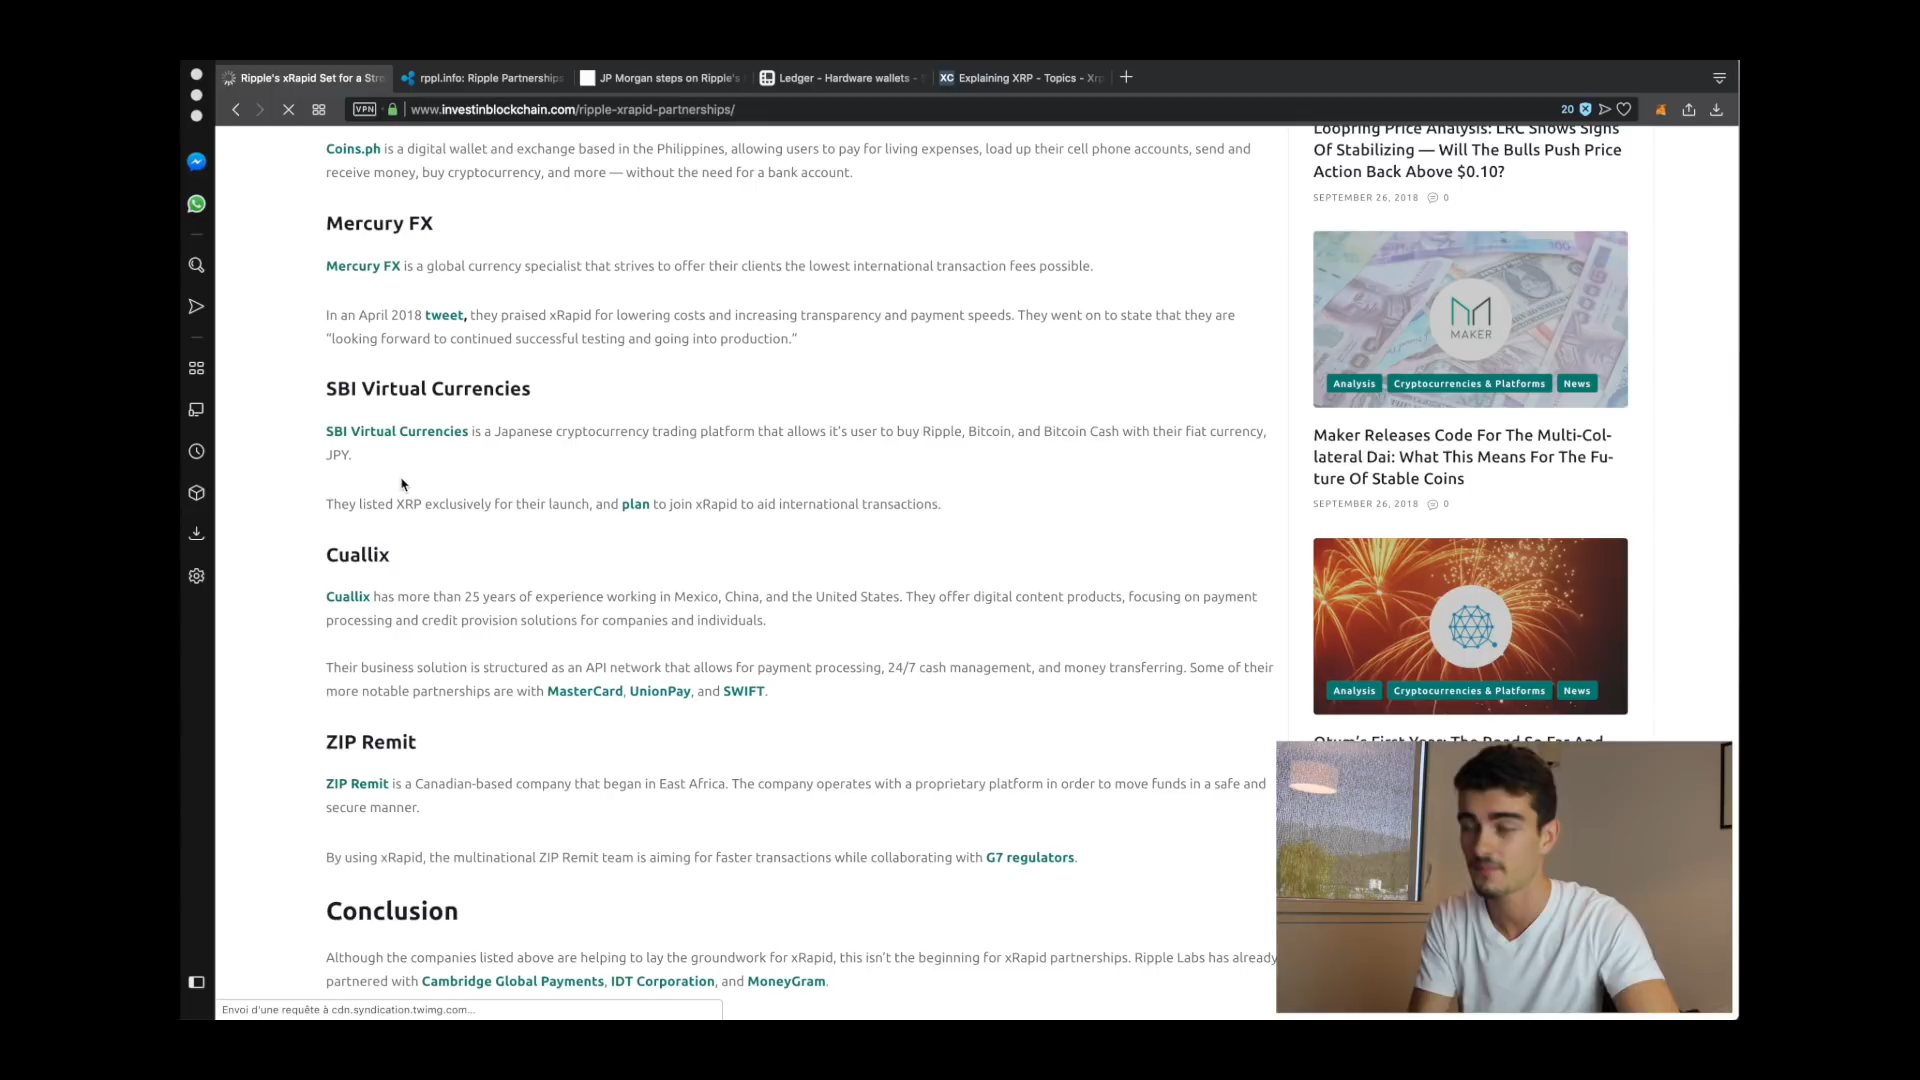 Ripple's xRapid Set for a Stre
rppl.info: Ripple Partnerships
JP Morgan steps on Ripple's
Ledger - Hardware wallets -
XC Explaining XRP - Topics - Xrp
VPN
www.investinblockchain.com/ripple-xrapid-partnerships/
20
Coins.ph is a digital wallet and exchange based in the Philippines, allowing users to pay for living expenses, load up their cell phone accounts, send and
receive money, buy cryptocurrency, and more — without the need for a bank account.
Mercury FX
Mercury FX is a global currency specialist that strives to offer their clients the lowest international transaction fees possible.
In an April 2018 tweet, they praised xRapid for lowering costs and increasing transparency and payment speeds. They went on to state that they are
“looking forward to continued successful testing and going into production.”
SBI Virtual Currencies
SBI Virtual Currencies is a Japanese cryptocurrency trading platform that allows it’s user to buy Ripple, Bitcoin, and Bitcoin Cash with their fiat currency,
JPY.
They listed XRP exclusively for their launch, and plan to join xRapid to aid international transactions.
Cuallix
Cuallix has more than 25 years of experience working in Mexico, China, and the United States. They offer digital content products, focusing on payment
processing and credit provision solutions for companies and individuals.
Their business solution is structured as an API network that allows for payment processing, 24/7 cash management, and money transferring. Some of their
more notable partnerships are with MasterCard, UnionPay, and SWIFT.
ZIP Remit
ZIP Remit is a Canadian-based company that began in East Africa. The company operates with a proprietary platform in order to move funds in a safe and
secure manner.
By using xRapid, the multinational ZIP Remit team is aiming for faster transactions while collaborating with G7 regulators.
Conclusion
Although the companies listed above are helping to lay the groundwork for xRapid, this isn’t the beginning for xRapid partnerships. Ripple Labs has already
partnered with Cambridge Global Payments, IDT Corporation, and MoneyGram.
Envoi d'une requête à cdn.syndication.twimg.com...
Loopring Price Analysis: LRC Shows Signs
Of Stabilizing — Will The Bulls Push Price
Action Back Above $0.10?
SEPTEMBER 26, 2018 0
MAKER
Analysis Cryptocurrencies & Platforms News
Maker Releases Code For The Multi-Col-
lateral Dai: What This Means For The Fu-
ture Of Stable Coins
SEPTEMBER 26, 2018 0
Analysis Cryptocurrencies & Platforms News
Qtum’s First Year: The Road So Far And